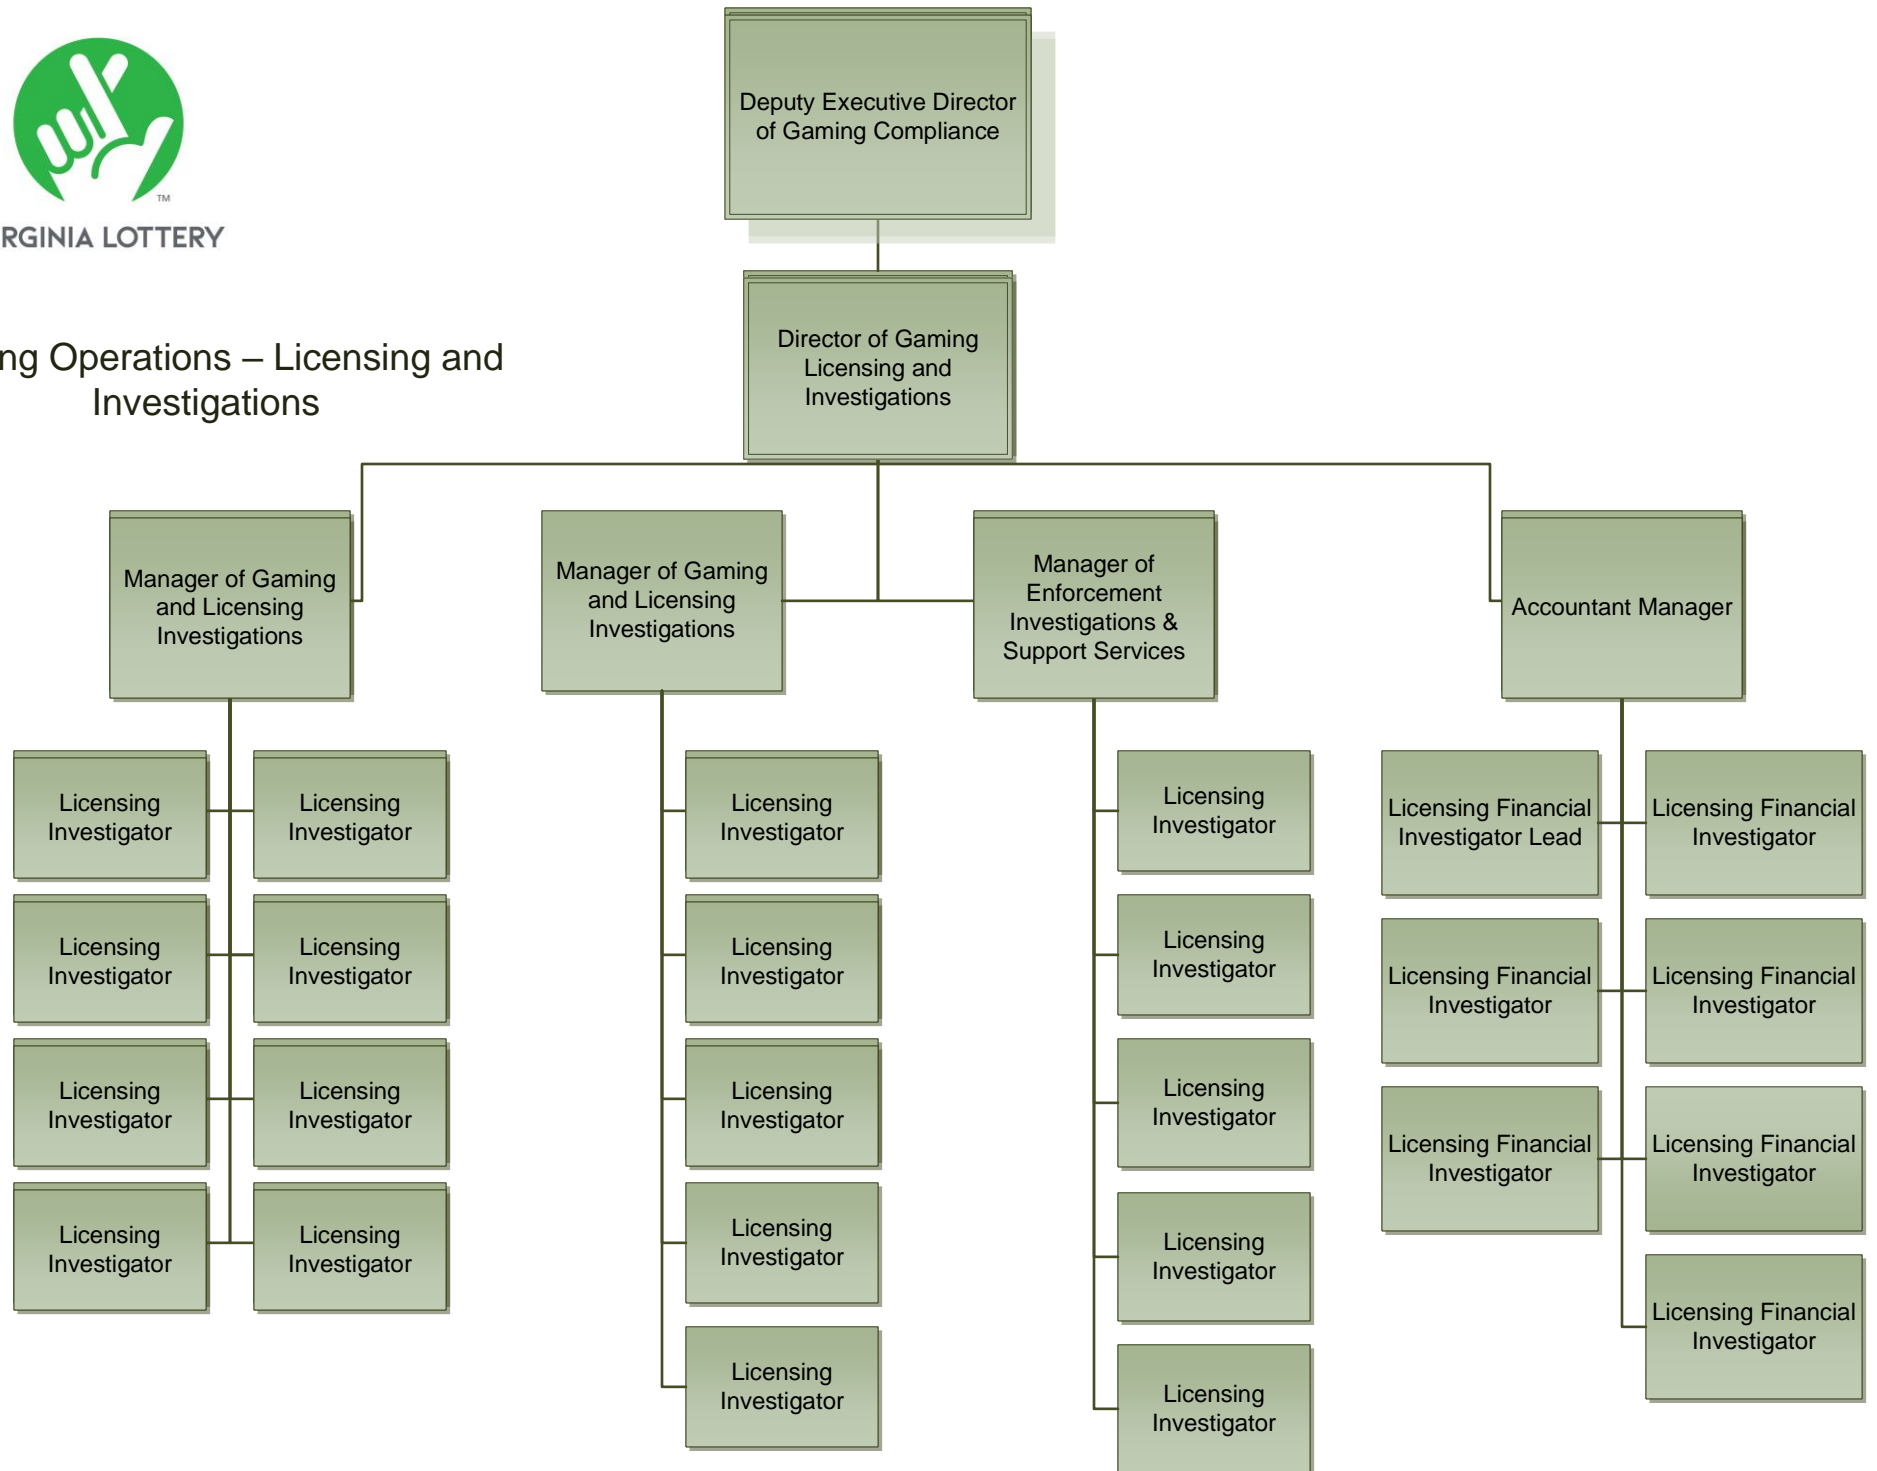 Deputy Executive Director
of Gaming Compliance
TM
RGINIA LOTTERY
Director of Gaming
Licensing and
Investigations
ng Operations – Licensing and
Investigations
Manager of Gaming
and Licensing
Investigations
Manager of Gaming
and Licensing
Investigations
Manager of
Enforcement
Investigations &
Support Services
Accountant Manager
Licensing
Investigator
Licensing
Investigator
Licensing
Investigator
Licensing
Investigator
Licensing
Investigator
Licensing
Investigator
Licensing
Investigator
Licensing
Investigator
Licensing
Investigator
Licensing
Investigator
Licensing
Investigator
Licensing
Investigator
Licensing
Investigator
Licensing
Investigator
Licensing
Investigator
Licensing
Investigator
Licensing
Investigator
Licensing
Investigator
Licensing Financial
Investigator Lead
Licensing Financial
Investigator
Licensing Financial
Investigator
Licensing Financial
Investigator
Licensing Financial
Investigator
Licensing Financial
Investigator
Licensing Financial
Investigator